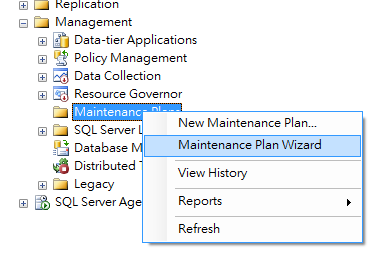 Replication
Management
Data-tier Applications
Policy Management
Data Collection
Resource Governor
Maintenance Plans
New Maintenance Plan...
SQL Server L
Maintenance Plan Wizard
Database M
View History
Distributed T
Legacy
Reports
SQL Server Age
Refresh